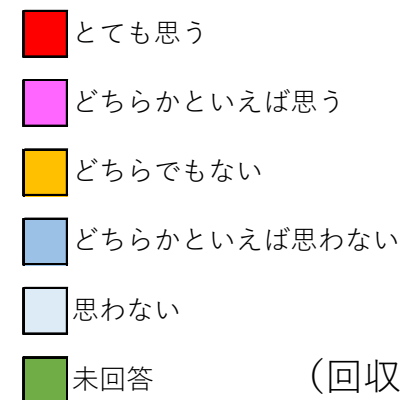 とても思う
どちらかといえば思う
どちらでもない
どちらかといえば思わない
思わない
未回答 （回収